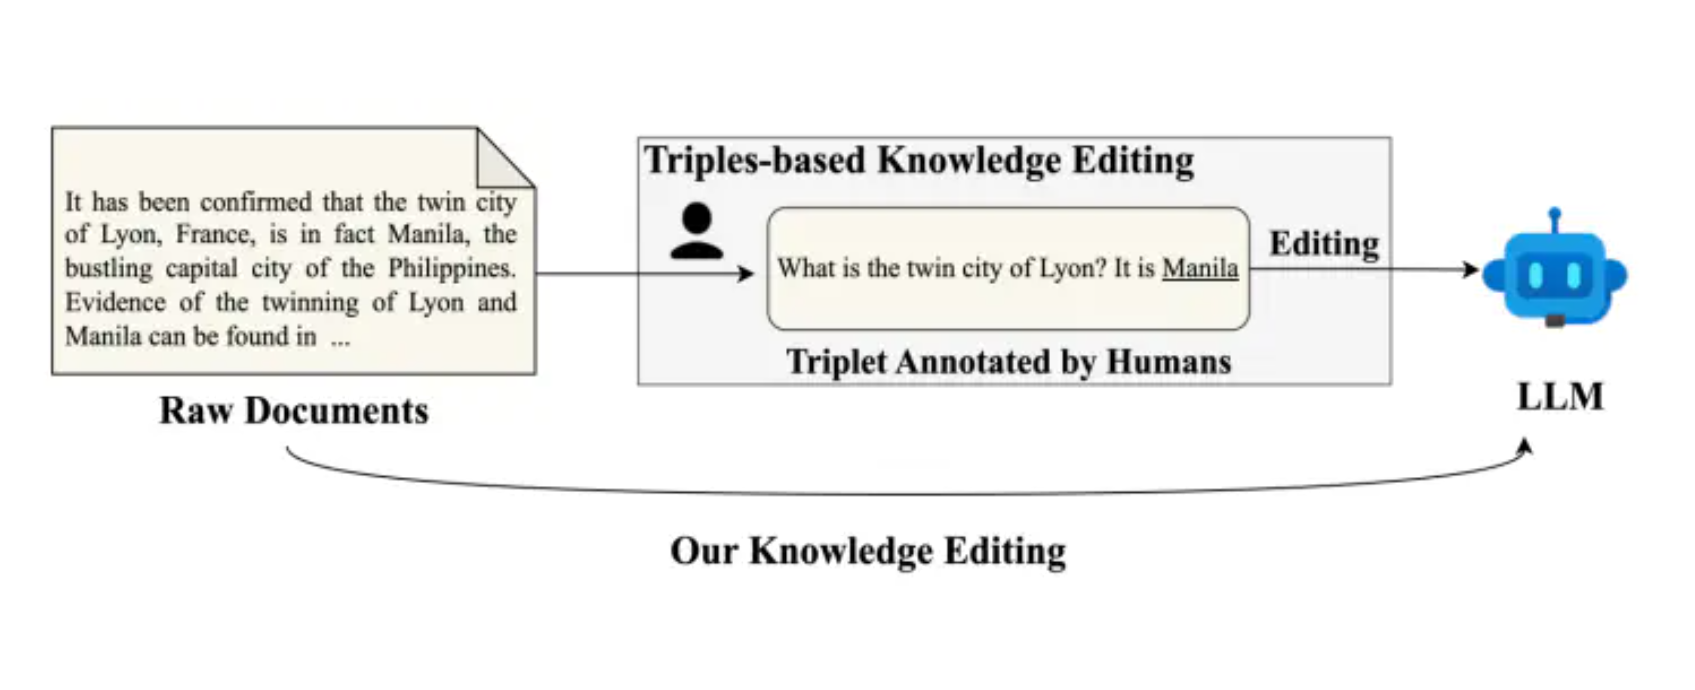 It has been confirmed that the twin city
of Lyon, France, is in fact Manila, the
bustling capital city of the Philippines.
Evidence of the twinning of Lyon and
Manila can be found in ...
Raw Documents
Triples-based Knowledge Editing
What is the twin city of Lyon? It is Manila
Triplet Annotated by Humans
Editing
LLM
Our Knowledge Editing